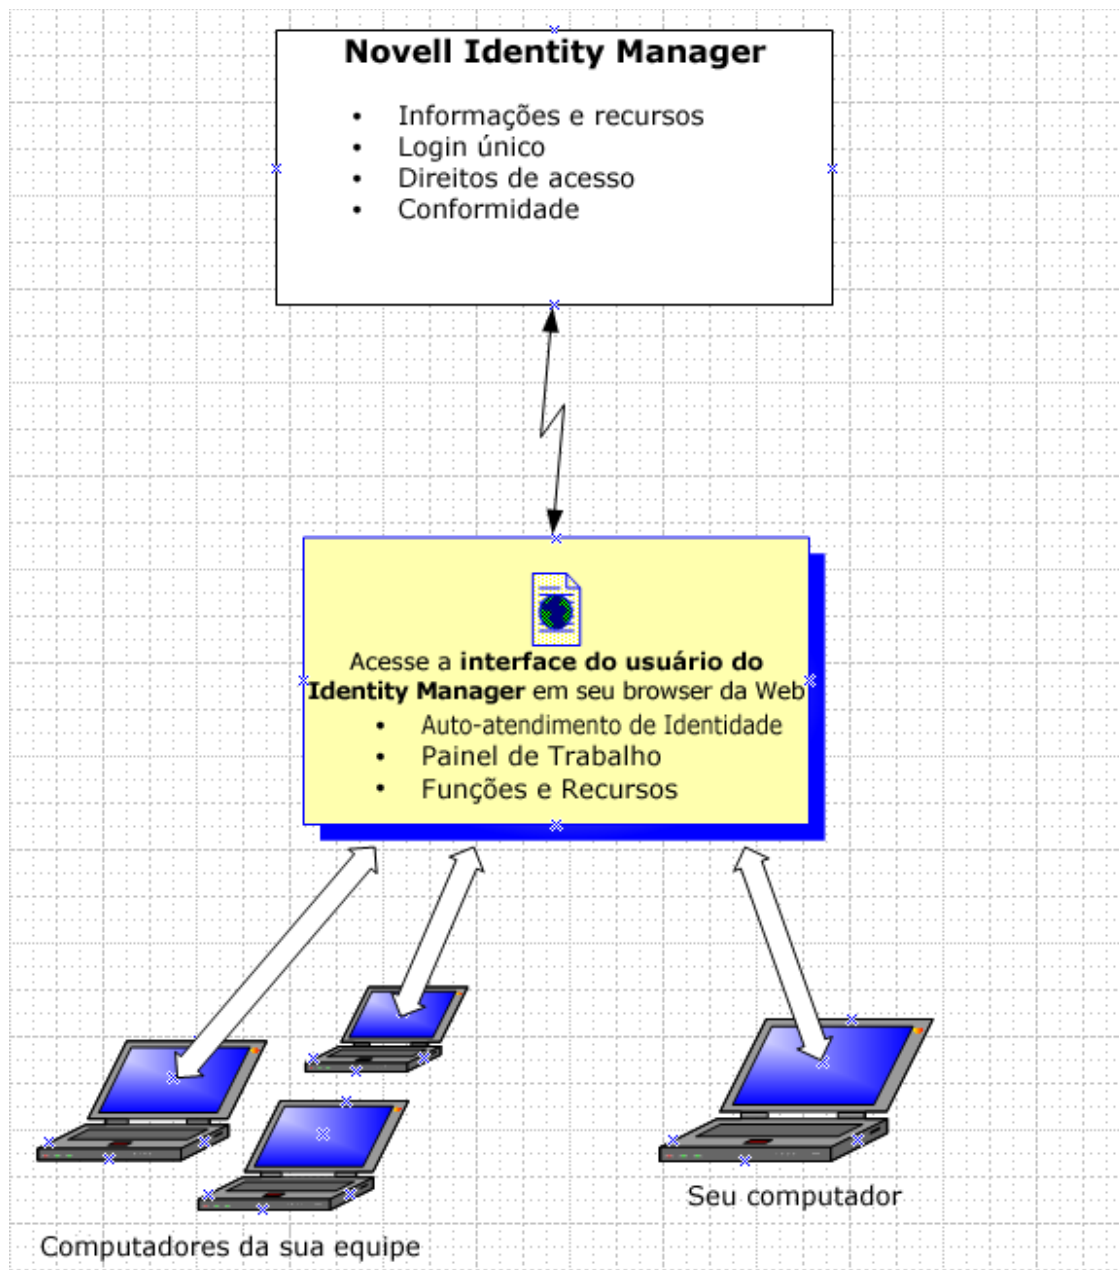 Novell Identity Manager
• Informações e recursos
• Login único
• Direitos de acesso
• Conformidade
Acesse a interface do usuário do
Identity Manager em seu browser da Web
• Auto-atendimento de Identidade
• Painel de Trabalho
• Funções e Recursos
Seu computador
Computadores da sua equipe